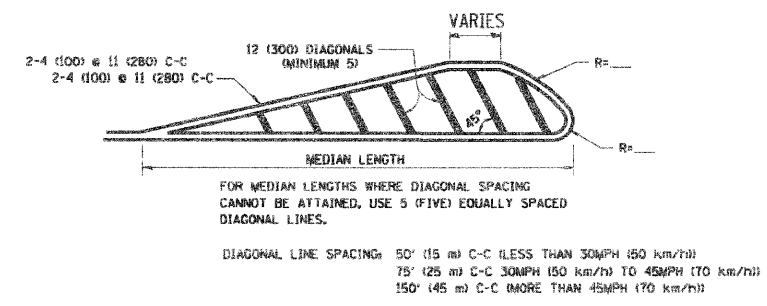 VARIES
12 (300) DIAGONALS
(MINIMUM 5)
2-4 (100) @ 11 (280) C-C
2-4 (100) @ 11 (280) C-C
R=___
45°
R=___
MEDIAN LENGTH
FOR MEDIAN LENGTHS WHERE DIAGONAL SPACING
CANNOT BE ATTAINED, USE 5 (FIVE) EQUALLY SPACED
DIAGONAL LINES.
DIAGONAL LINE SPACING: 50' (15 m) C-C (LESS THAN 30MPH (50 km/h))
75' (25 m) C-C 30MPH (50 km/h) TO 45MPH (70 km/h))
150' (45 m) C-C (MORE THAN 45MPH (70 km/h))